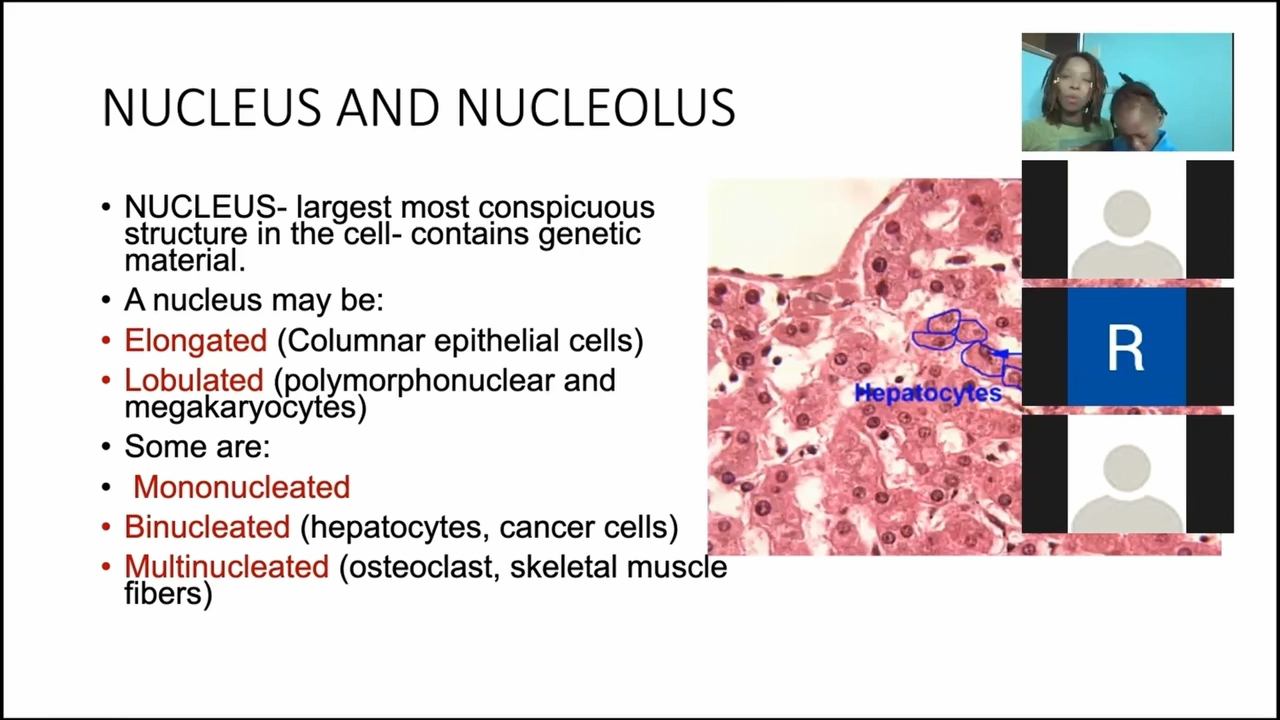 NUCLEUS AND NUCLEOLUS
• NUCLEUS- largest most conspicuous
structure in the cell- contains genetic
material.
• A nucleus may be:
• Elongated (Columnar epithelial cells)
• Lobulated (polymorphonuclear and
megakaryocytes)
• Some are:
• Mononucleated
• Binucleated (hepatocytes, cancer cells)
• Multinucleated (osteoclast, skeletal muscle
fibers)
Hepatocytes
R